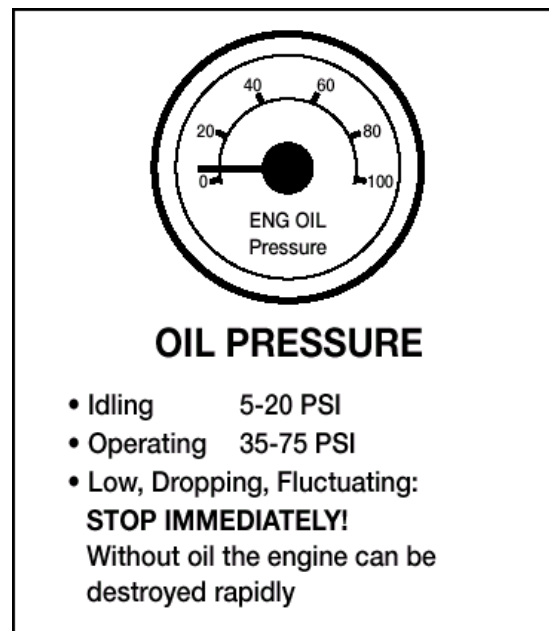 40 60
20 80
0 100
ENG OIL
Pressure
OIL PRESSURE
• Idling 5-20 PSI
• Operating 35-75 PSI
• Low, Dropping, Fluctuating:
STOP IMMEDIATELY!
Without oil the engine can be
destroyed rapidly